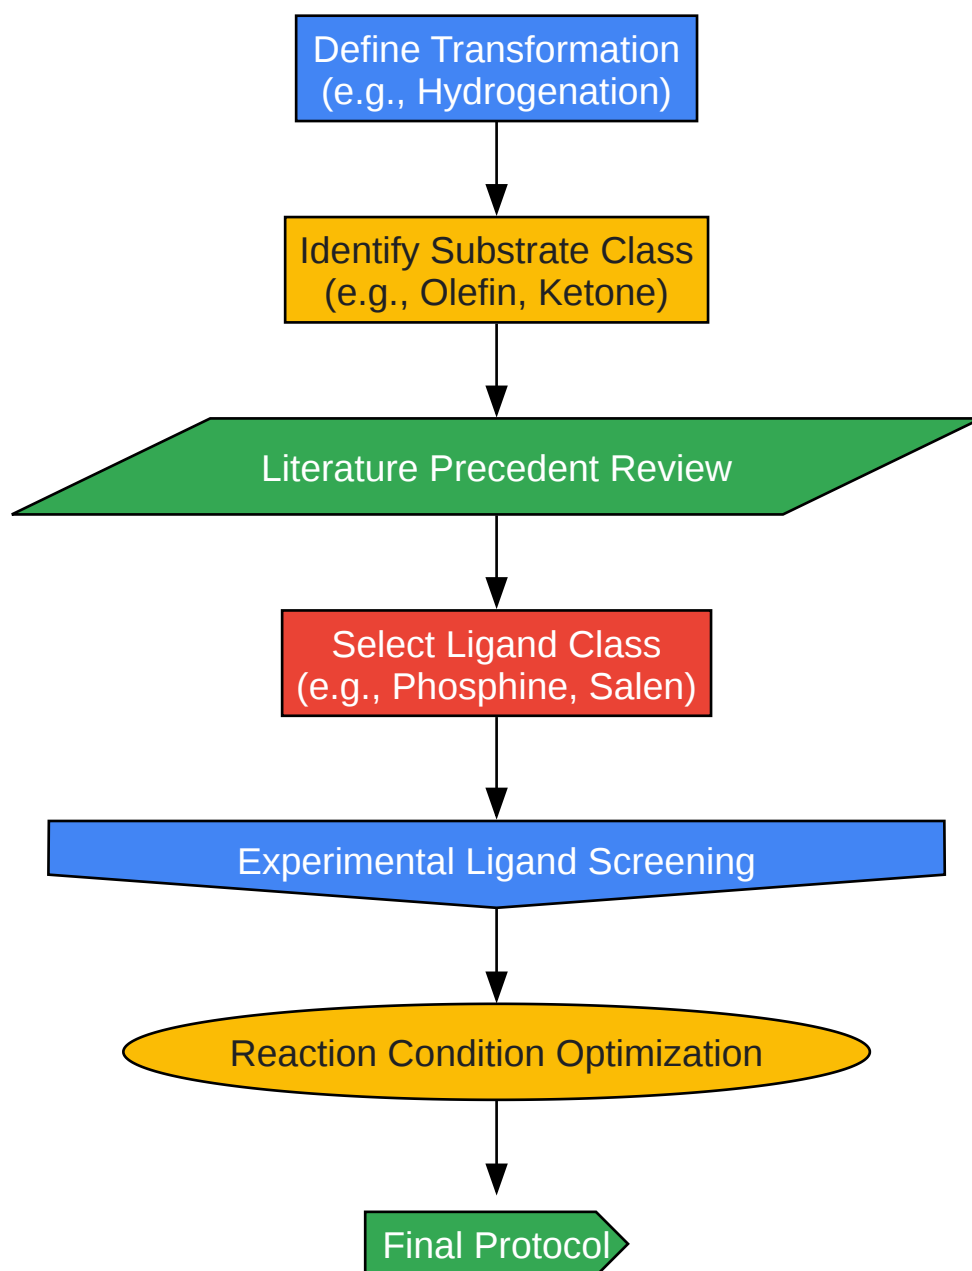 Define Transformation
(e.g., Hydrogenation)
Identify Substrate Class
(e.g., Olefin, Ketone)
Literature Precedent Review
Select Ligand Class
(e.g., Phosphine, Salen)
Experimental Ligand Screening
Reaction Condition Optimization
Final Protocol